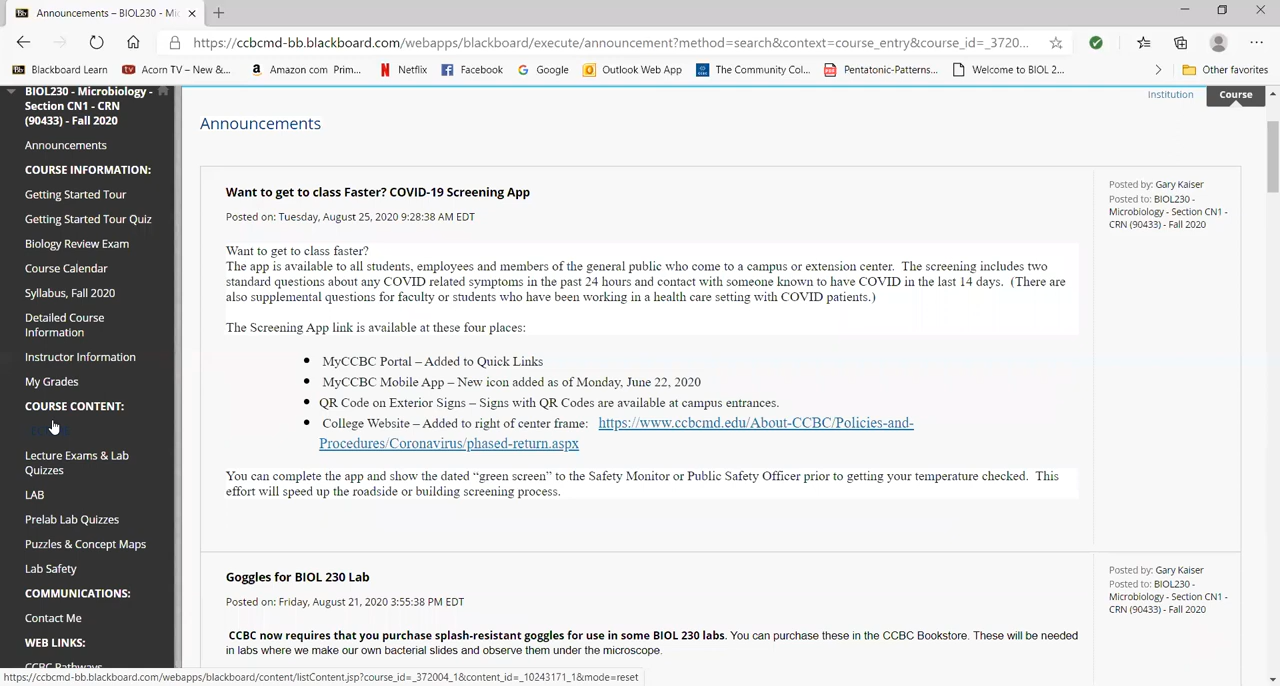 Announcements – BIOL230 - Mi
https://ccbcmd-bb.blackboard.com/webapps/blackboard/execute/announcement?method=search&context=course_entry&course_id=_3720...
Blackboard Learn
Acorn TV – New &...
Amazon com Prim...
Netflix
Facebook
Google
Outlook Web App
The Community Col...
Pentatonic-Patterns...
Welcome to BIOL 2...
Other favorites
BIOL230 - Microbiology -
Section CN1 - CRN
(90433) - Fall 2020
Announcements
COURSE INFORMATION:
Getting Started Tour
Getting Started Tour Quiz
Biology Review Exam
Course Calendar
Syllabus, Fall 2020
Detailed Course
Information
Instructor Information
My Grades
COURSE CONTENT:
Lecture Exams & Lab
Quizzes
LAB
Prelab Lab Quizzes
Puzzles & Concept Maps
Lab Safety
COMMUNICATIONS:
Contact Me
WEB LINKS:
CCBC Pathways
Institution
Course
Announcements
Want to get to class Faster? COVID-19 Screening App
Posted on: Tuesday, August 25, 2020 9:28:38 AM EDT
Want to get to class faster?
The app is available to all students, employees and members of the general public who come to a campus or extension center. The screening includes two
standard questions about any COVID related symptoms in the past 24 hours and contact with someone known to have COVID in the last 14 days. (There are
also supplemental questions for faculty or students who have been working in a health care setting with COVID patients.)
The Screening App link is available at these four places:
MyCCBC Portal – Added to Quick Links
MyCCBC Mobile App – New icon added as of Monday, June 22, 2020
QR Code on Exterior Signs – Signs with QR Codes are available at campus entrances.
College Website – Added to right of center frame: https://www.ccbcmd.edu/About-CCBC/Policies-and-
Procedures/Coronavirus/phased-return.aspx
You can complete the app and show the dated “green screen” to the Safety Monitor or Public Safety Officer prior to getting your temperature checked. This
effort will speed up the roadside or building screening process.
Posted by: Gary Kaiser
Posted to: BIOL230 -
Microbiology - Section CN1 -
CRN (90433) - Fall 2020
Goggles for BIOL 230 Lab
Posted on: Friday, August 21, 2020 3:55:38 PM EDT
CCBC now requires that you purchase splash-resistant goggles for use in some BIOL 230 labs. You can purchase these in the CCBC Bookstore. These will be needed
in labs where we make our own bacterial slides and observe them under the microscope.
Posted by: Gary Kaiser
Posted to: BIOL230 -
Microbiology - Section CN1 -
CRN (90433) - Fall 2020
https://ccbcmd-bb.blackboard.com/webapps/blackboard/content/listContent.jsp?course_id=_372004_1&content_id=_10243171_1&mode=reset